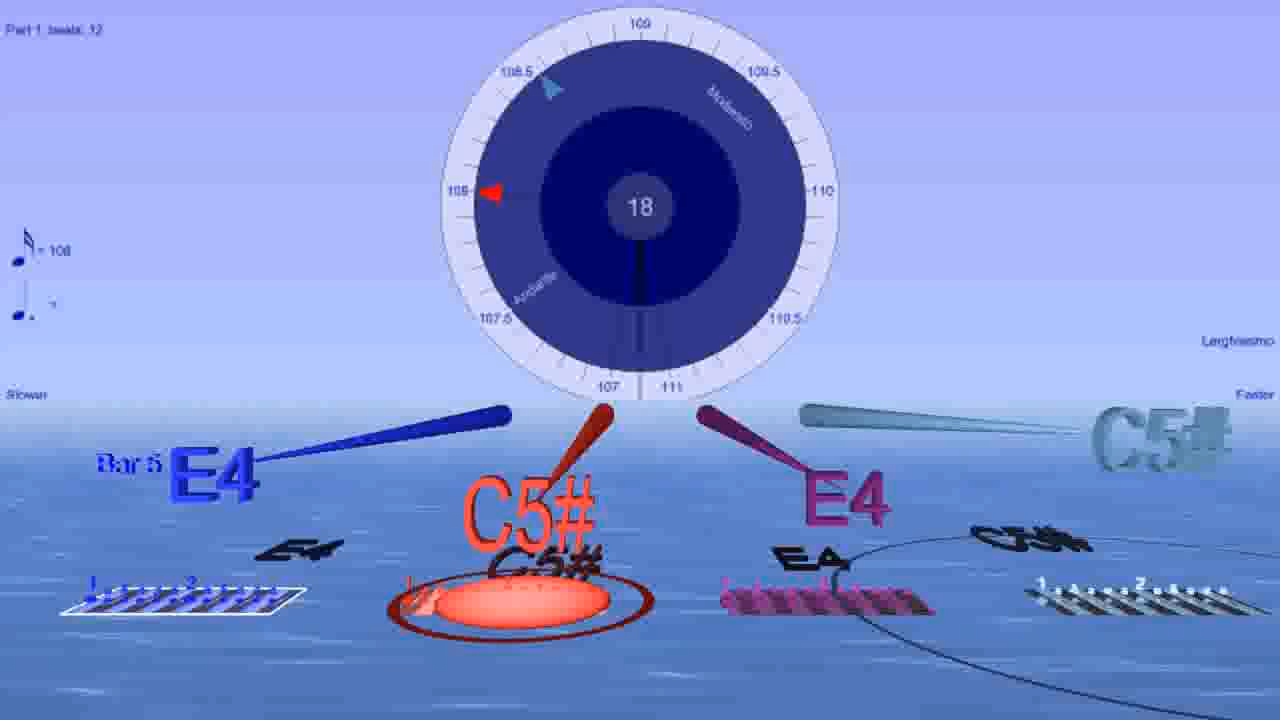 Part 1, beats: 12
109
108.5
109.5
Moderato
108
110
18
= 108
Andante
107.5
110.5
107
111
Larghissimo
Slower
Faster
Bar 5
E4
C5#
E4
C5#
E4
C5#
E4
C5#
1 2
1
1 2